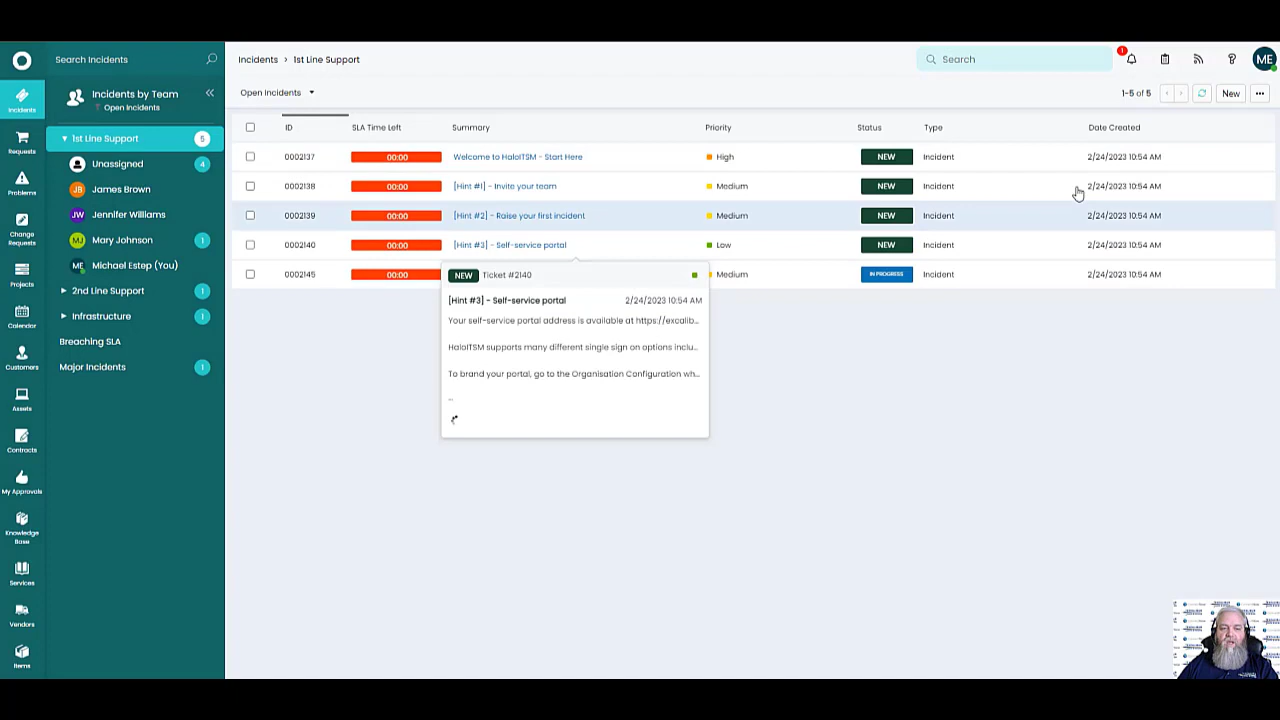 Search Incidents
Incidents > 1st Line Support
Search
1
ME
Incidents
Incidents by Team
Open Incidents
Open Incidents
1-5 of 5
New
ID
SLA Time Left
Summary
Priority
Status
Type
Date Created
1st Line Support
5
0002137
00:00
Welcome to HaloITSM - Start Here
High
NEW
Incident
2/24/2023 10:54 AM
Requests
Unassigned
4
0002138
00:00
[Hint #1] - Invite your team
Medium
NEW
Incident
2/24/2023 10:54 AM
Problems
JB
James Brown
JW
Jennifer Williams
0002139
00:00
[Hint #2] - Raise your first incident
Medium
NEW
Incident
2/24/2023 10:54 AM
Change
Requests
MJ
Mary Johnson
1
0002140
00:00
[Hint #3] - Self-service portal
Low
NEW
Incident
2/24/2023 10:54 AM
ME
Michael Estep (You)
0002145
00:00
Medium
IN PROGRESS
Incident
2/24/2023 10:54 AM
Projects
2nd Line Support
1
Infrastructure
1
Calendar
Breaching SLA
Major Incidents
1
Customers
Assets
Contracts
My Approvals
Knowledge
Base
Services
Vendors
Items
NEW
Ticket #2140
[Hint #3] - Self-service portal
2/24/2023 10:54 AM
Your self-service portal address is available at https://excalib...
HaloITSM supports many different single sign on options inclu...
To brand your portal, go to the Organisation Configuration wh...
...